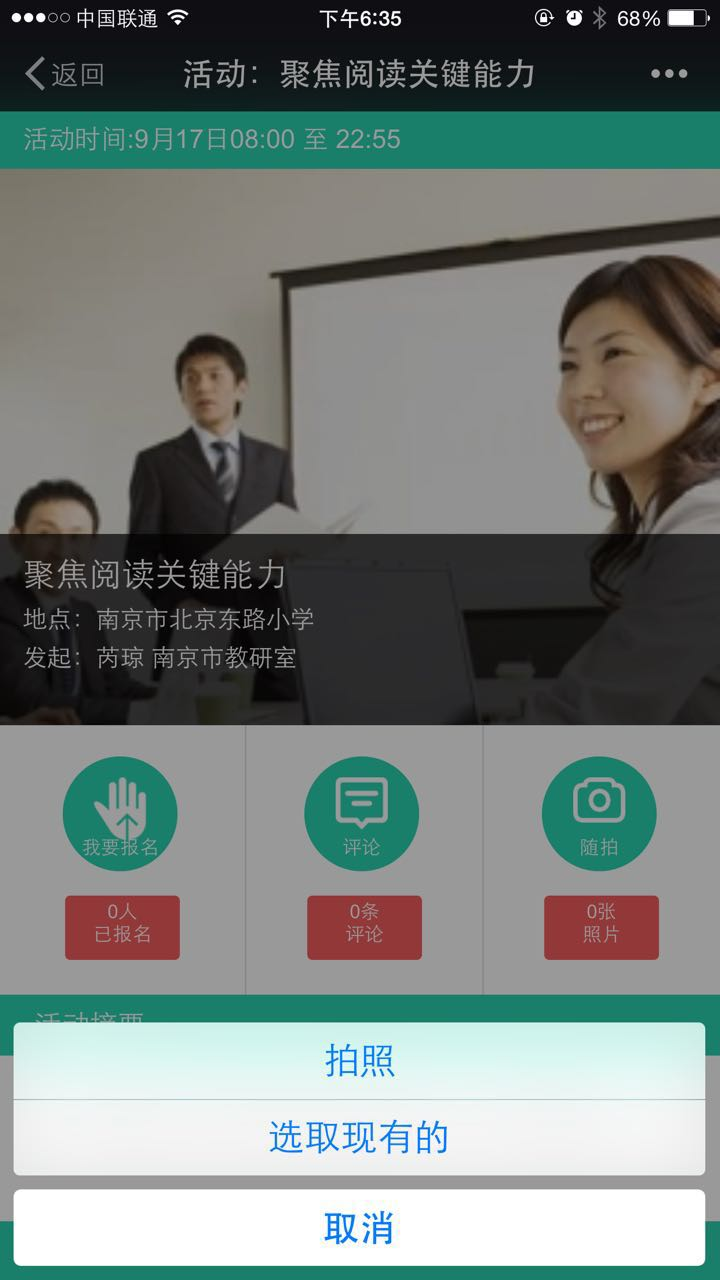 中国联通
下午6:35
68%
返回
活动：聚焦阅读关键能力
活动时间:9月17日08:00 至 22:55
聚焦阅读关键能力
地点：南京市北京东路小学
发起：芮琼 南京市教研室
我要报名
评论
随拍
0人
已报名
0条
评论
0张
照片
活动摘要
拍照
选取现有的
取消